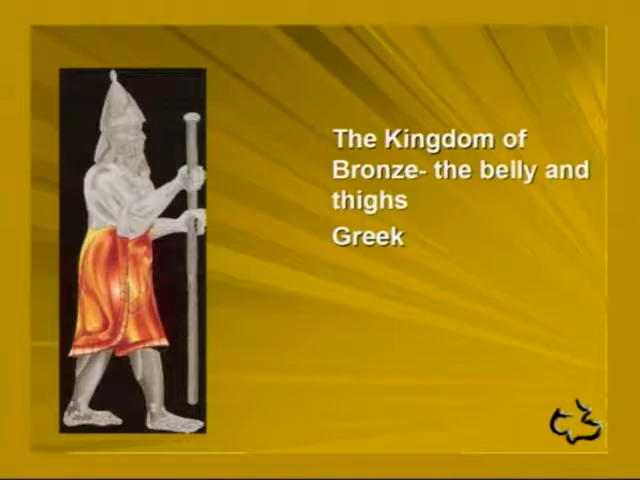 The Kingdom of
Bronze- the belly and
thighs
Greek